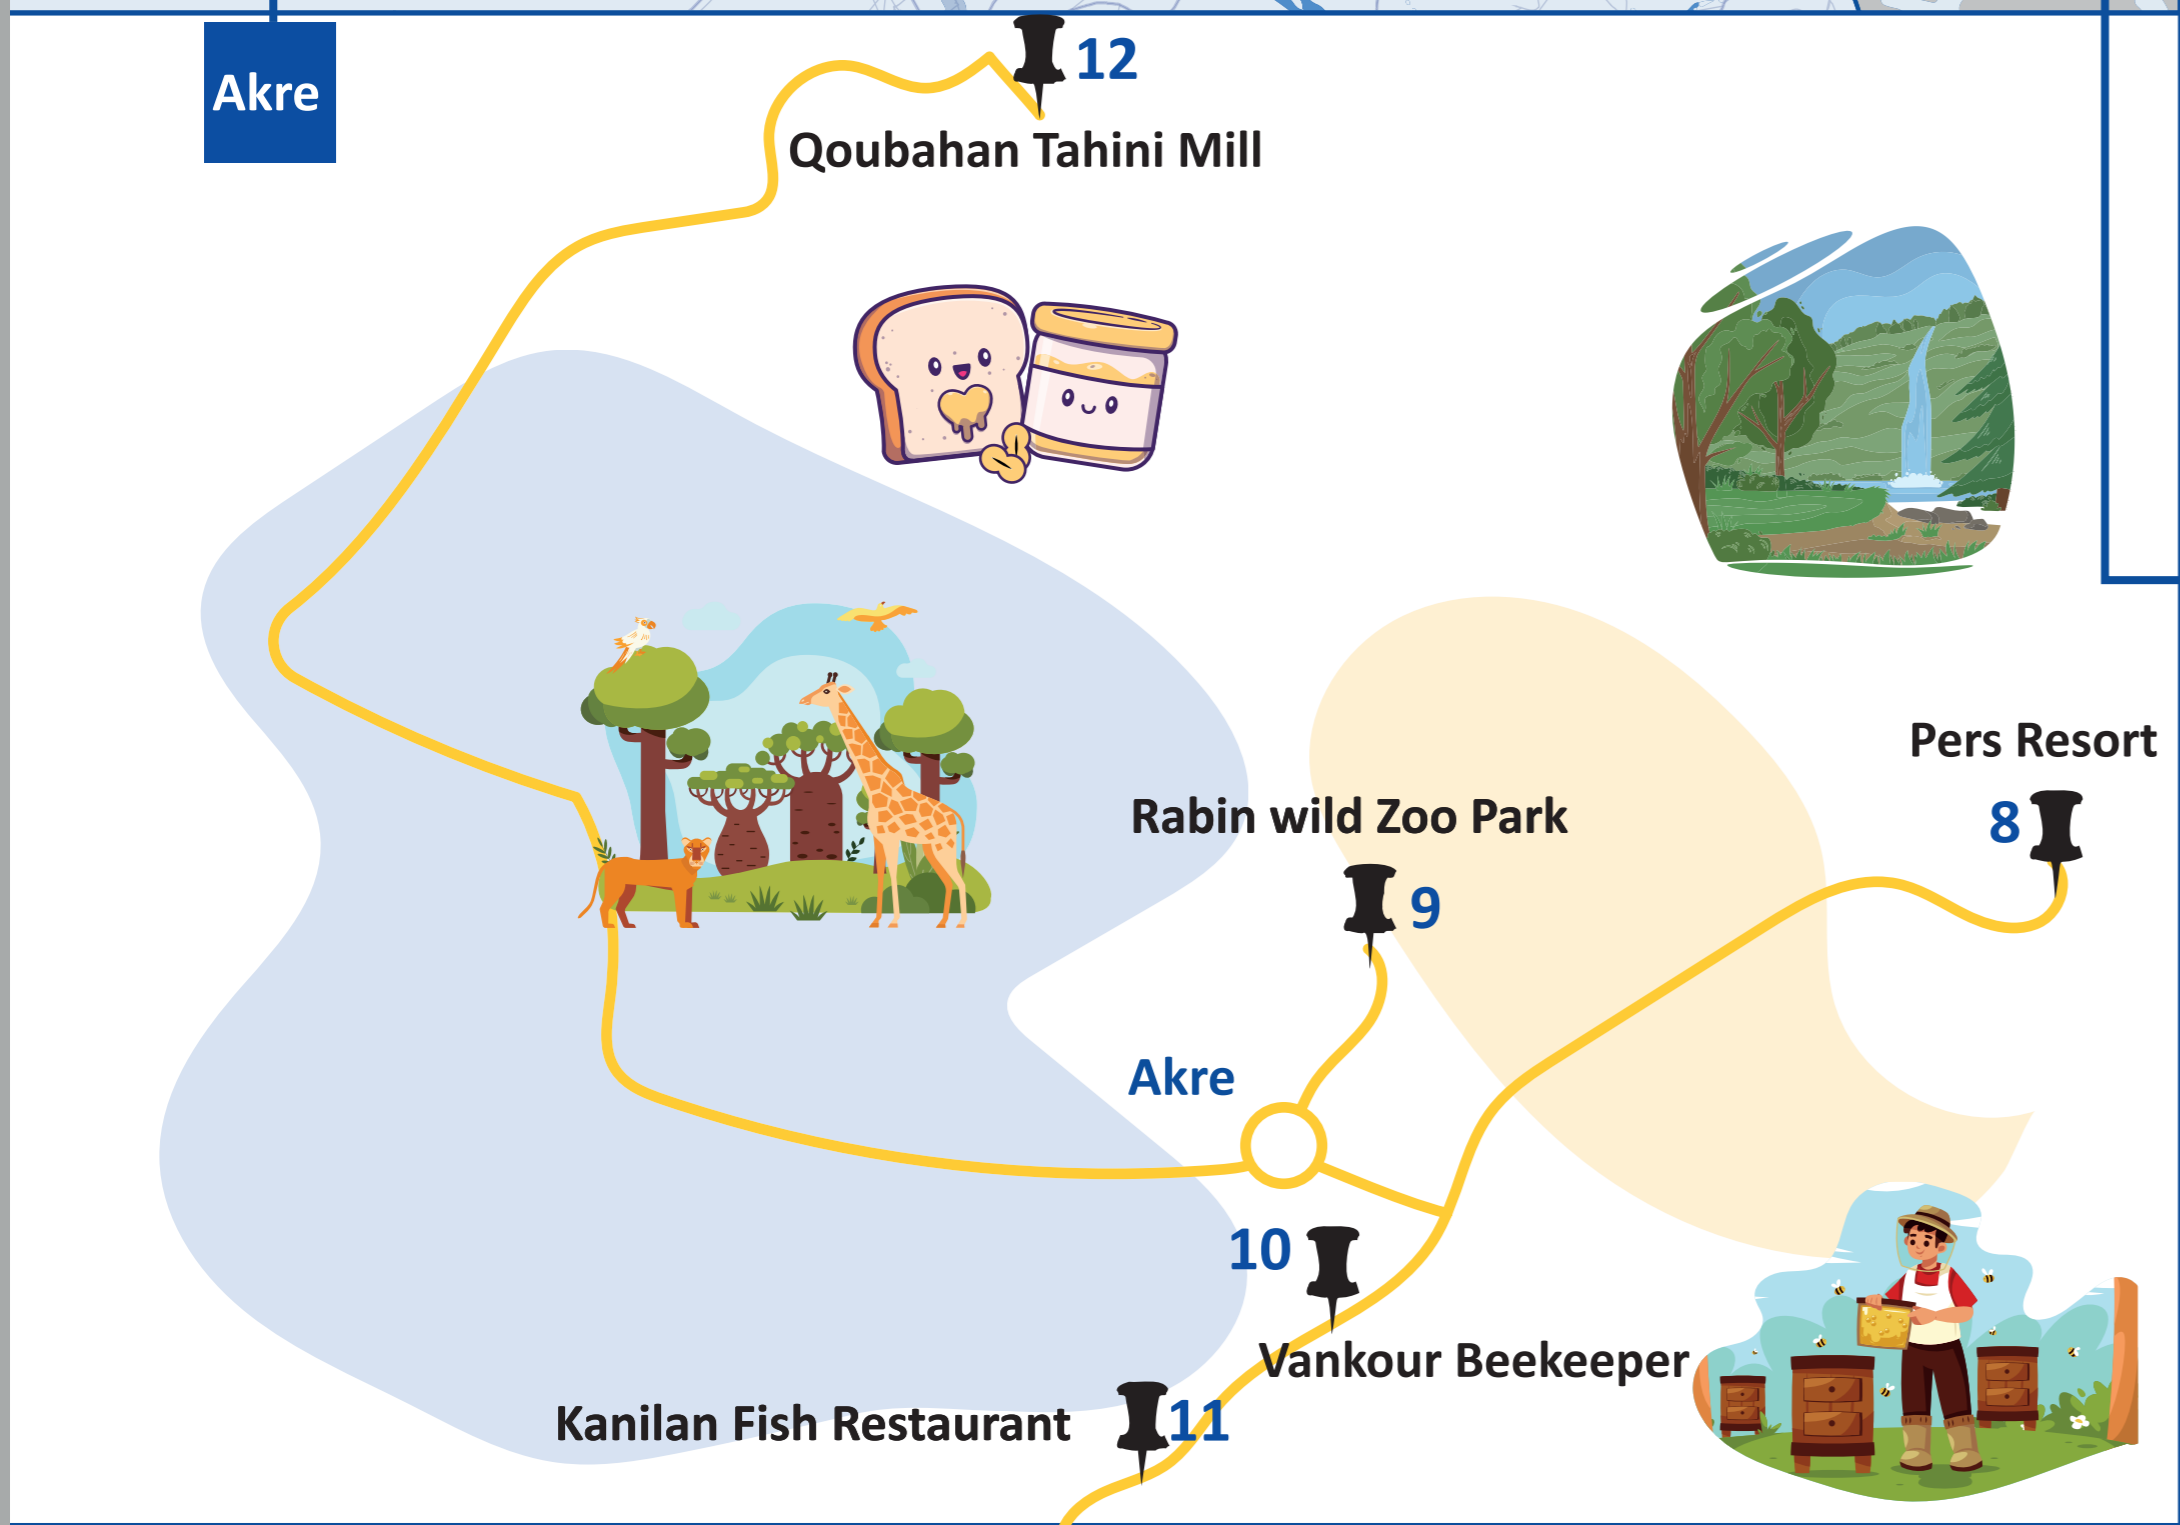 Akre
12
Qoubahan Tahini Mill
Pers Resort
8
Rabin wild Zoo Park
9
Akre
10
Vankour Beekeeper
Kanilan Fish Restaurant
11